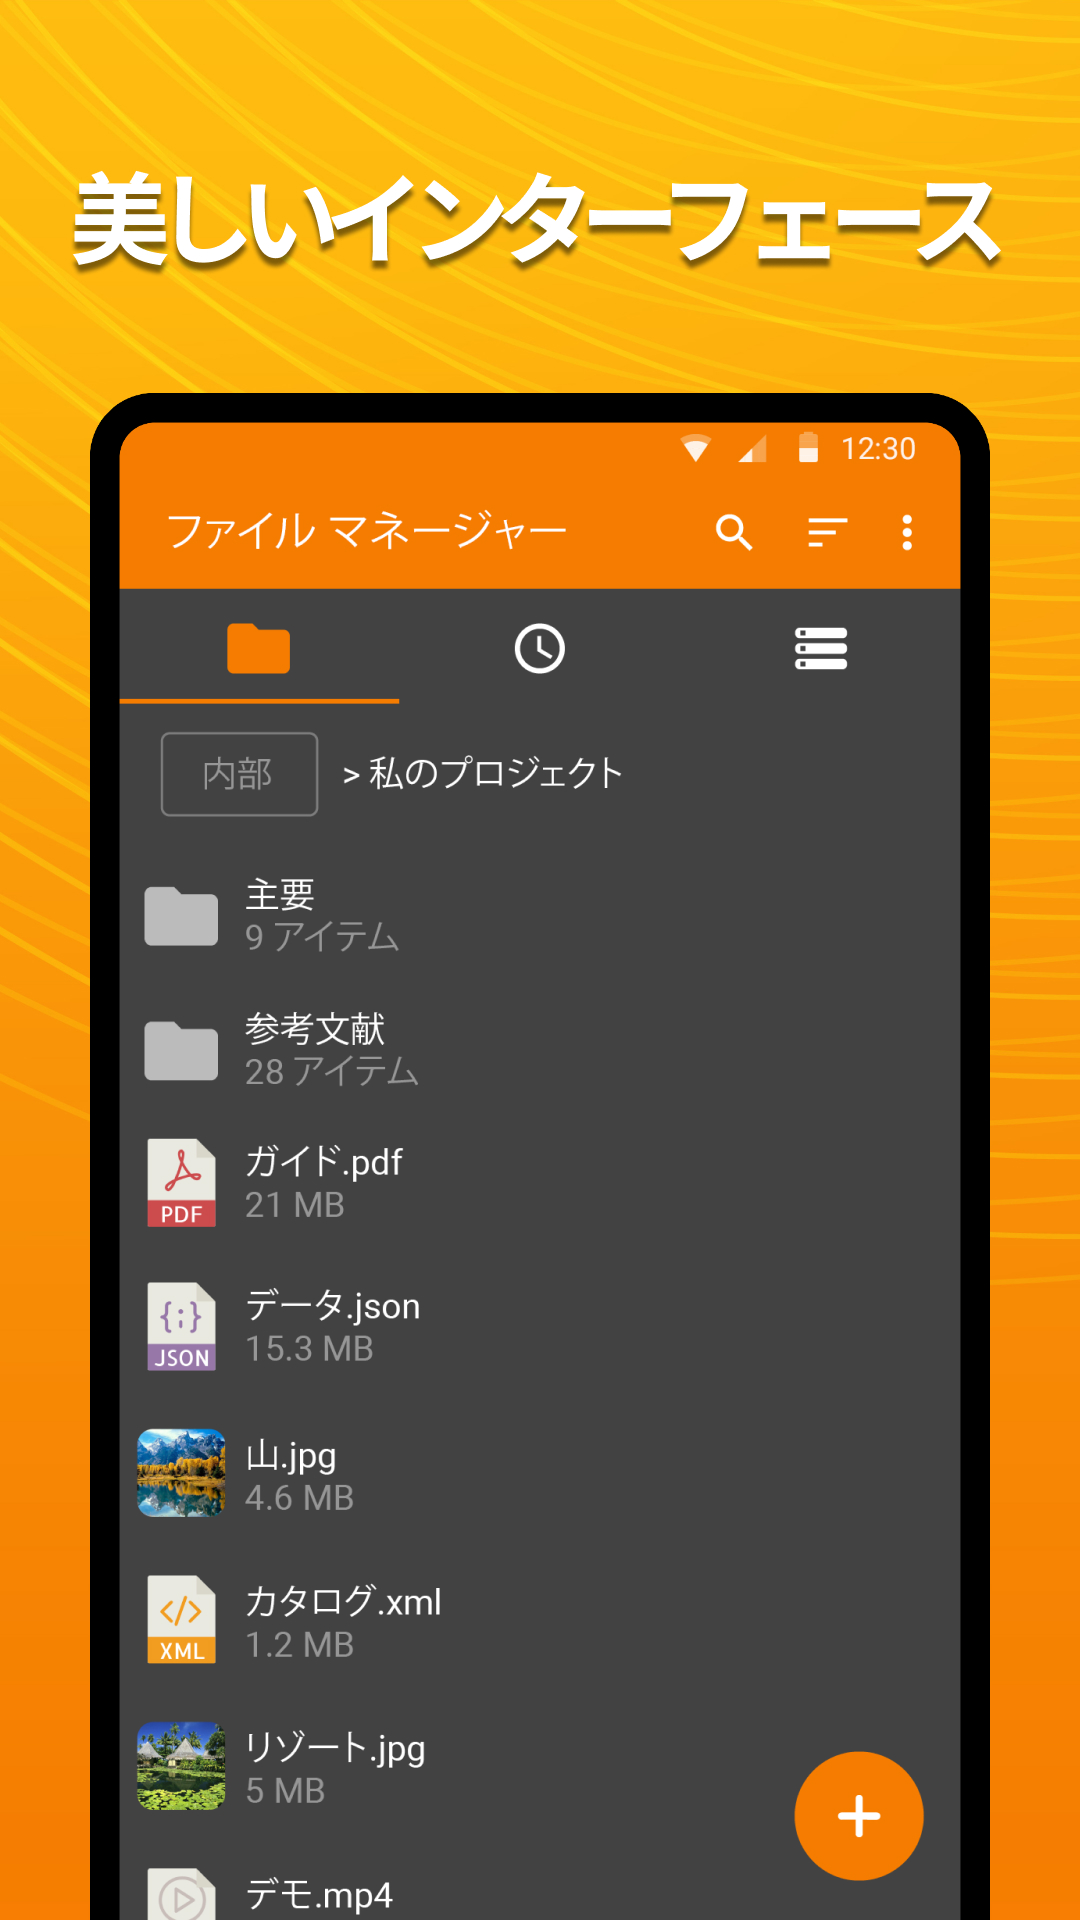 美しいインターフェース
12:30
ファイル マネージャー
内部 > 私のプロジェクト
主要
9 アイテム
参考文献
28 アイテム
ガイド.pdf
PDF
21 MB
データ.json
JSON
15.3 MB
山.jpg
4.6 MB
カタログ.xml
XML
1.2 MB
リゾート.jpg
5 MB
デモ.mp4